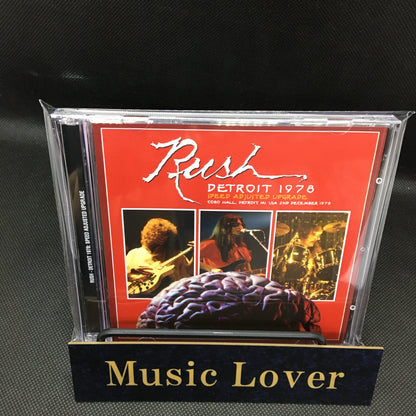 Rush
DETROIT 1978
SPEED ADJUSTED UPGRADE
COBO HALL, DETROIT, MI. USA 2ND DECEMBER 1978
RUSH - DETROIT 1978: SPEED ADJUSTED UPGRADE
Music Lover